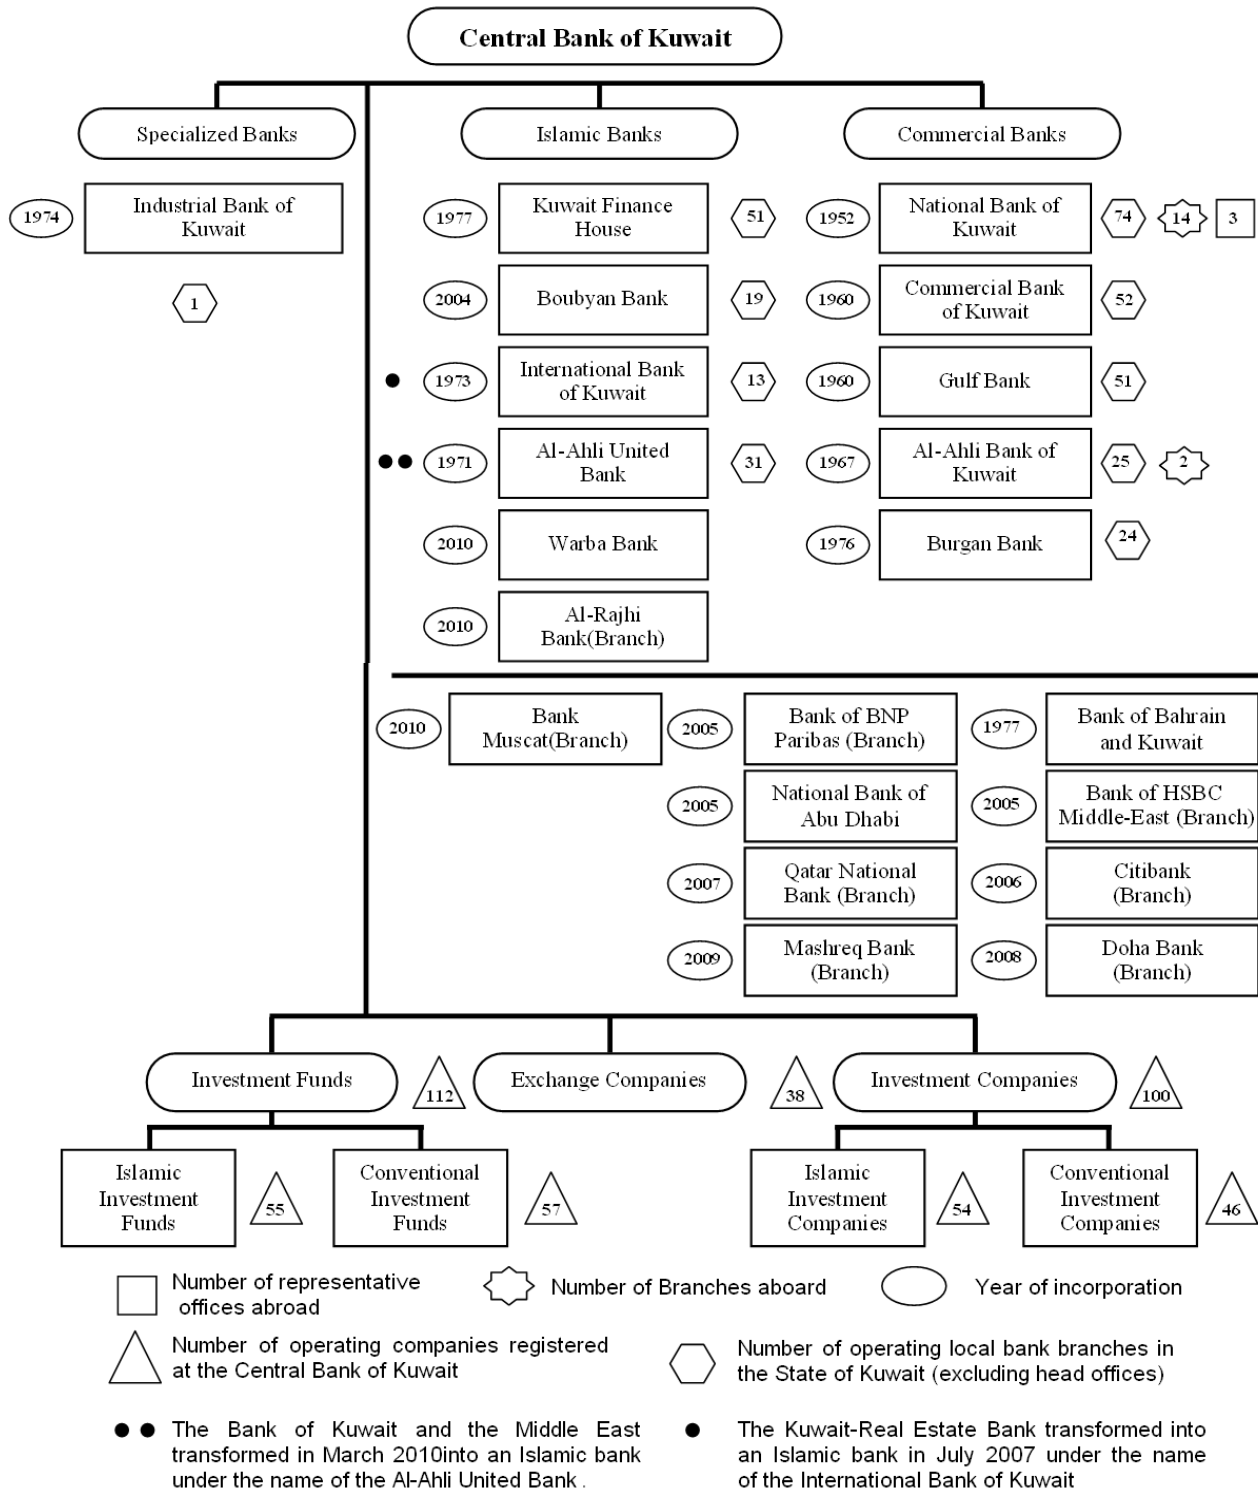 Central Bank of Kuwait
Specialized Banks
Islamic Banks
Commercial Banks
1974
Industrial Bank of
Kuwait
1
1977
Kuwait Finance
House
51
1952
National Bank of
Kuwait
74
14
3
2004
Boubyan Bank
19
1960
Commercial Bank
of Kuwait
52
1973
International Bank
of Kuwait
13
1960
Gulf Bank
51
1971
Al-Ahli United
Bank
31
1967
Al-Ahli Bank of
Kuwait
25
2
2010
Warba Bank
1976
Burgan Bank
24
2010
Al-Rajhi
Bank(Branch)
2010
Bank
Muscat(Branch)
2005
Bank of BNP
Paribas (Branch)
1977
Bank of Bahrain
and Kuwait
2005
National Bank of
Abu Dhabi
2005
Bank of HSBC
Middle-East (Branch)
2007
Qatar National
Bank (Branch)
2006
Citibank
(Branch)
2009
Mashreq Bank
(Branch)
2008
Doha Bank
(Branch)
Investment Funds
112
Exchange Companies
38
Investment Companies
100
Islamic
Investment
Funds
55
Conventional
Investment
Funds
57
Islamic
Investment
Companies
54
Conventional
Investment
Companies
46
Number of representative
offices abroad
Number of Branches aboard
Year of incorporation
Number of operating companies registered
at the Central Bank of Kuwait
Number of operating local bank branches in
the State of Kuwait (excluding head offices)
The Bank of Kuwait and the Middle East
transformed in March 2010into an Islamic bank
under the name of the Al-Ahli United Bank .
The Kuwait-Real Estate Bank transformed into
an Islamic bank in July 2007 under the name
of the International Bank of Kuwait